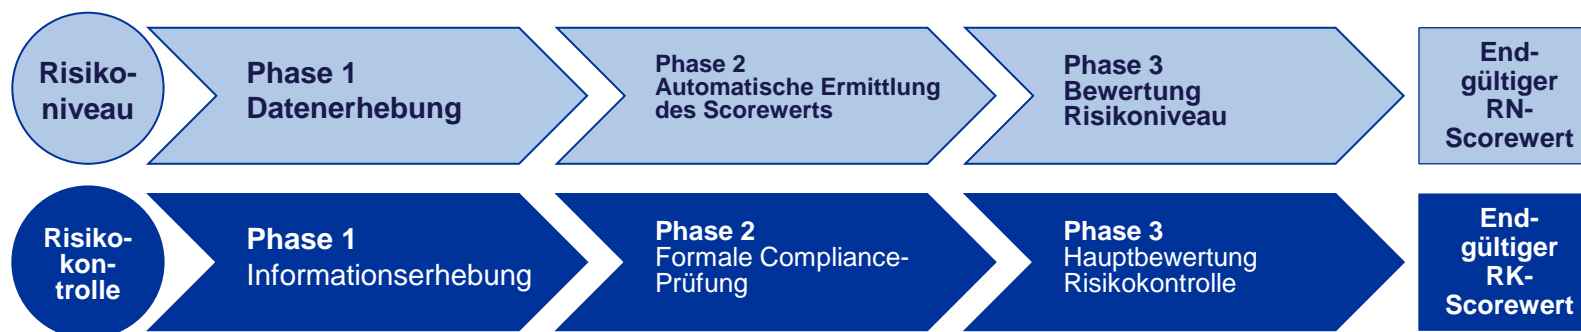 Risiko-
niveau
Phase 1
Datenerhebung
Phase 2
Automatische Ermittlung
des Scorewerts
Phase 3
Bewertung
Risikoniveau
End-
gültiger
RN-
Scorewert
Risiko-
kon-
trolle
Phase 1
Informationserhebung
Phase 2
Formale Compliance-
Prüfung
Phase 3
Hauptbewertung
Risikokontrolle
End-
gültiger
RK-
Scorewert